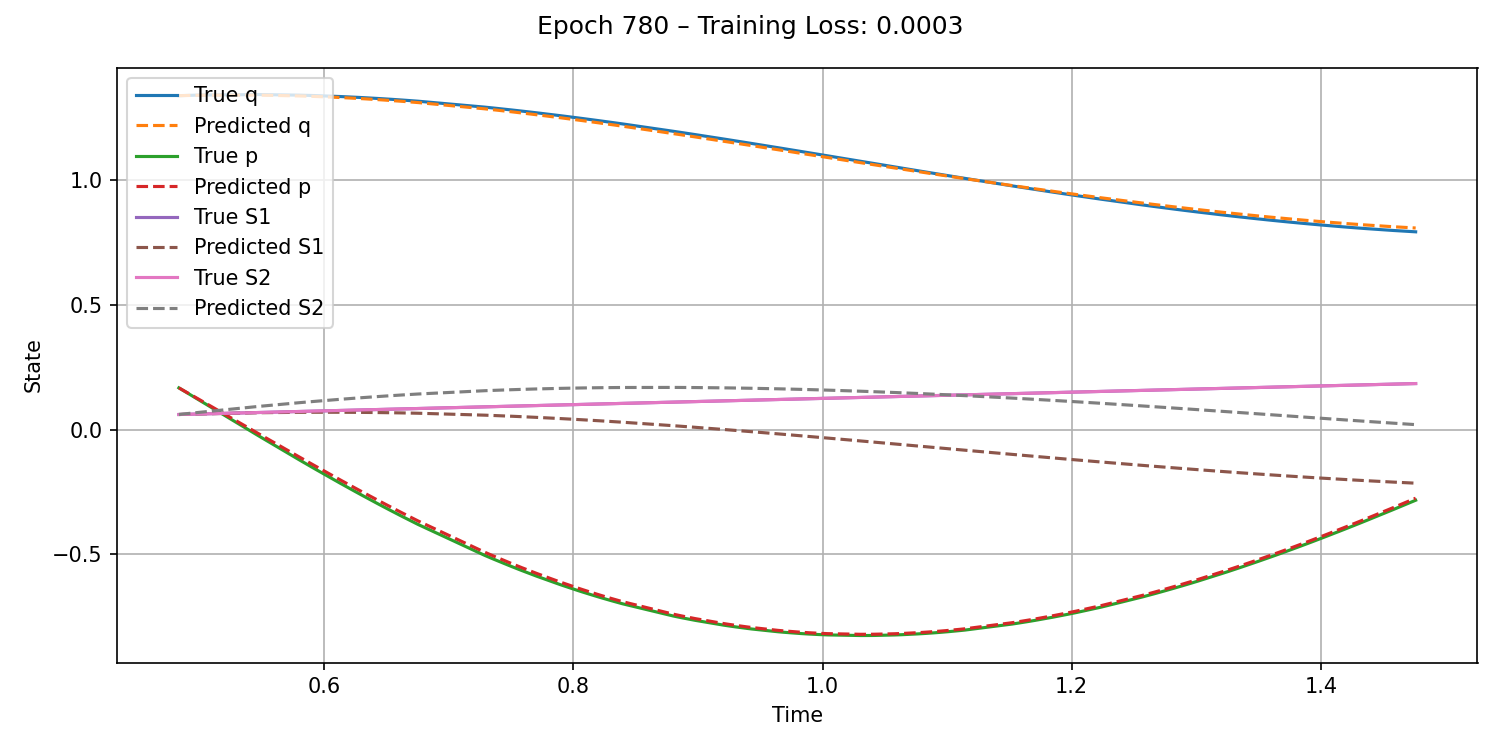 Epoch 780 – Training Loss: 0.0003
True q
Predicted q
True p
Predicted p
True S1
Predicted S1
True S2
Predicted S2
1.0
0.5
0.0
−0.5
State
0.6
0.8
1.0
1.2
1.4
Time